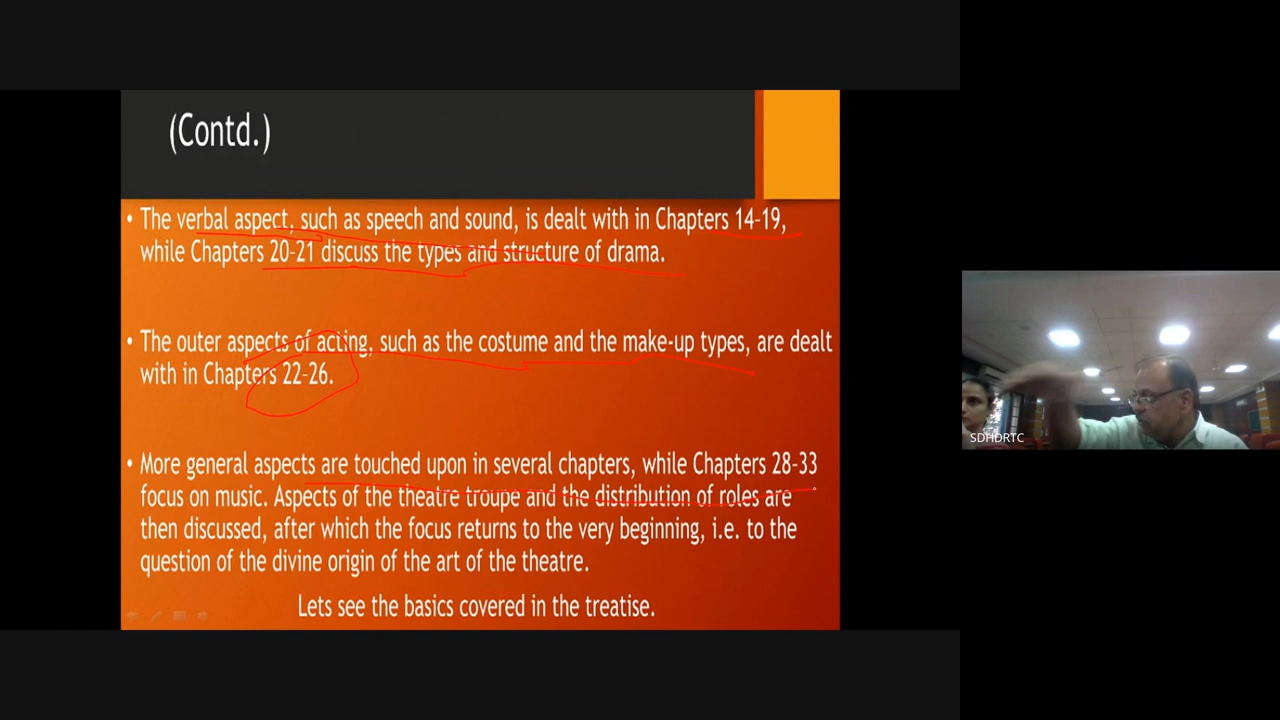 (Contd.)
• The verbal aspect, such as speech and sound, is dealt with in Chapters 14-19,
while Chapters 20-21 discuss the types and structure of drama.
• The outer aspects of acting, such as the costume and the make-up types, are dealt
with in Chapters 22-26.
• More general aspects are touched upon in several chapters, while Chapters 28-33
focus on music. Aspects of the theatre troupe and the distribution of roles are
then discussed, after which the focus returns to the very beginning, i.e. to the
question of the divine origin of the art of the theatre.
Lets see the basics covered in the treatise.
SDHDRTC